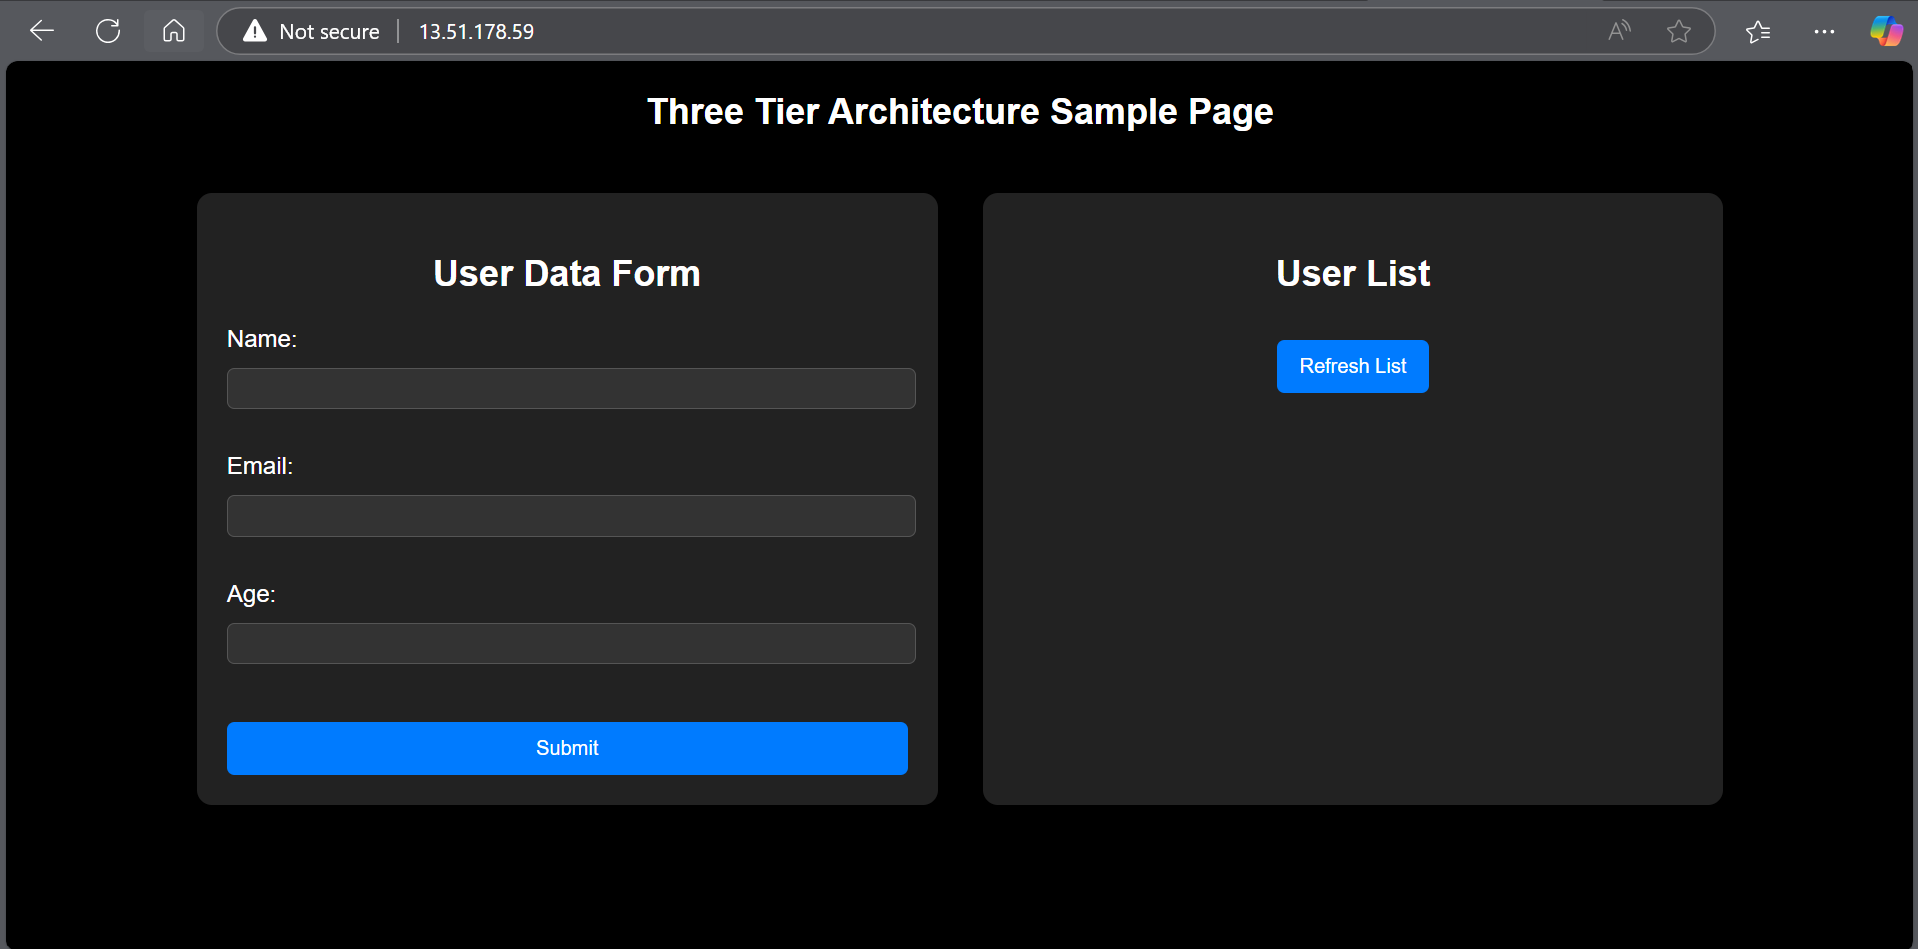 Not secure
13.51.178.59
Three Tier Architecture Sample Page
User Data Form
Name:
Email:
Age:
Submit
User List
Refresh List